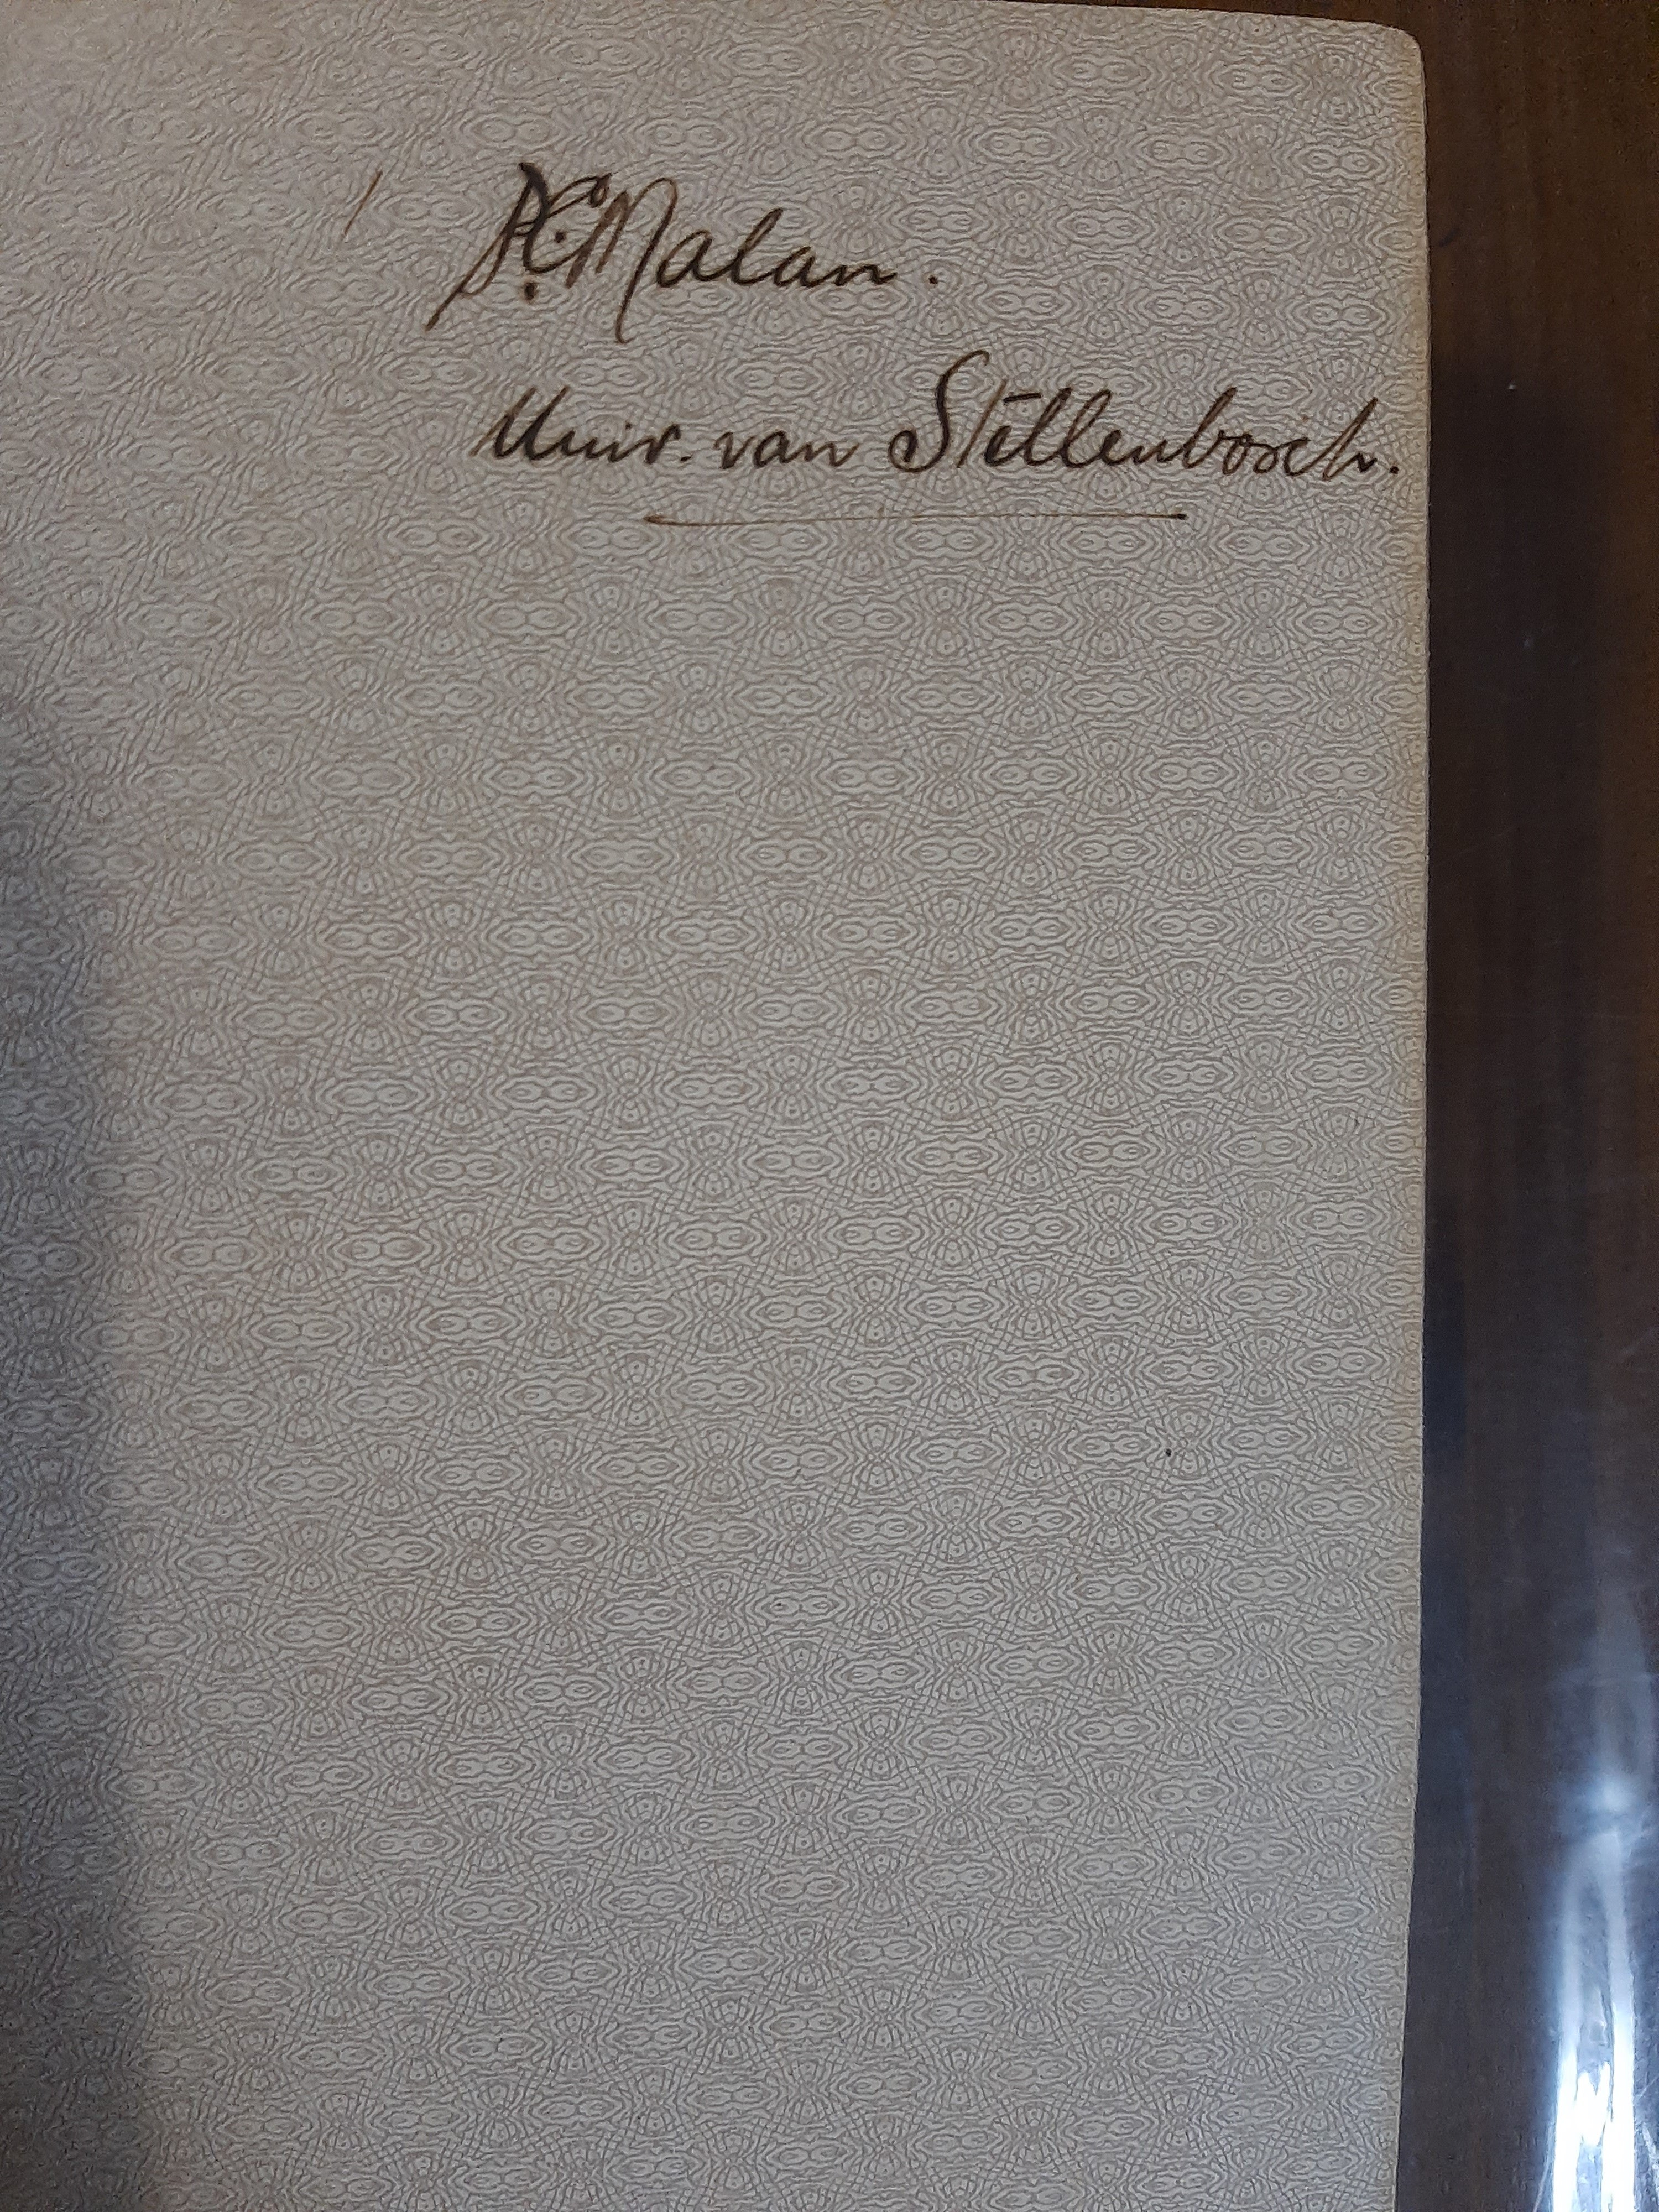 Malan.
Univ. van Stellenbosch.